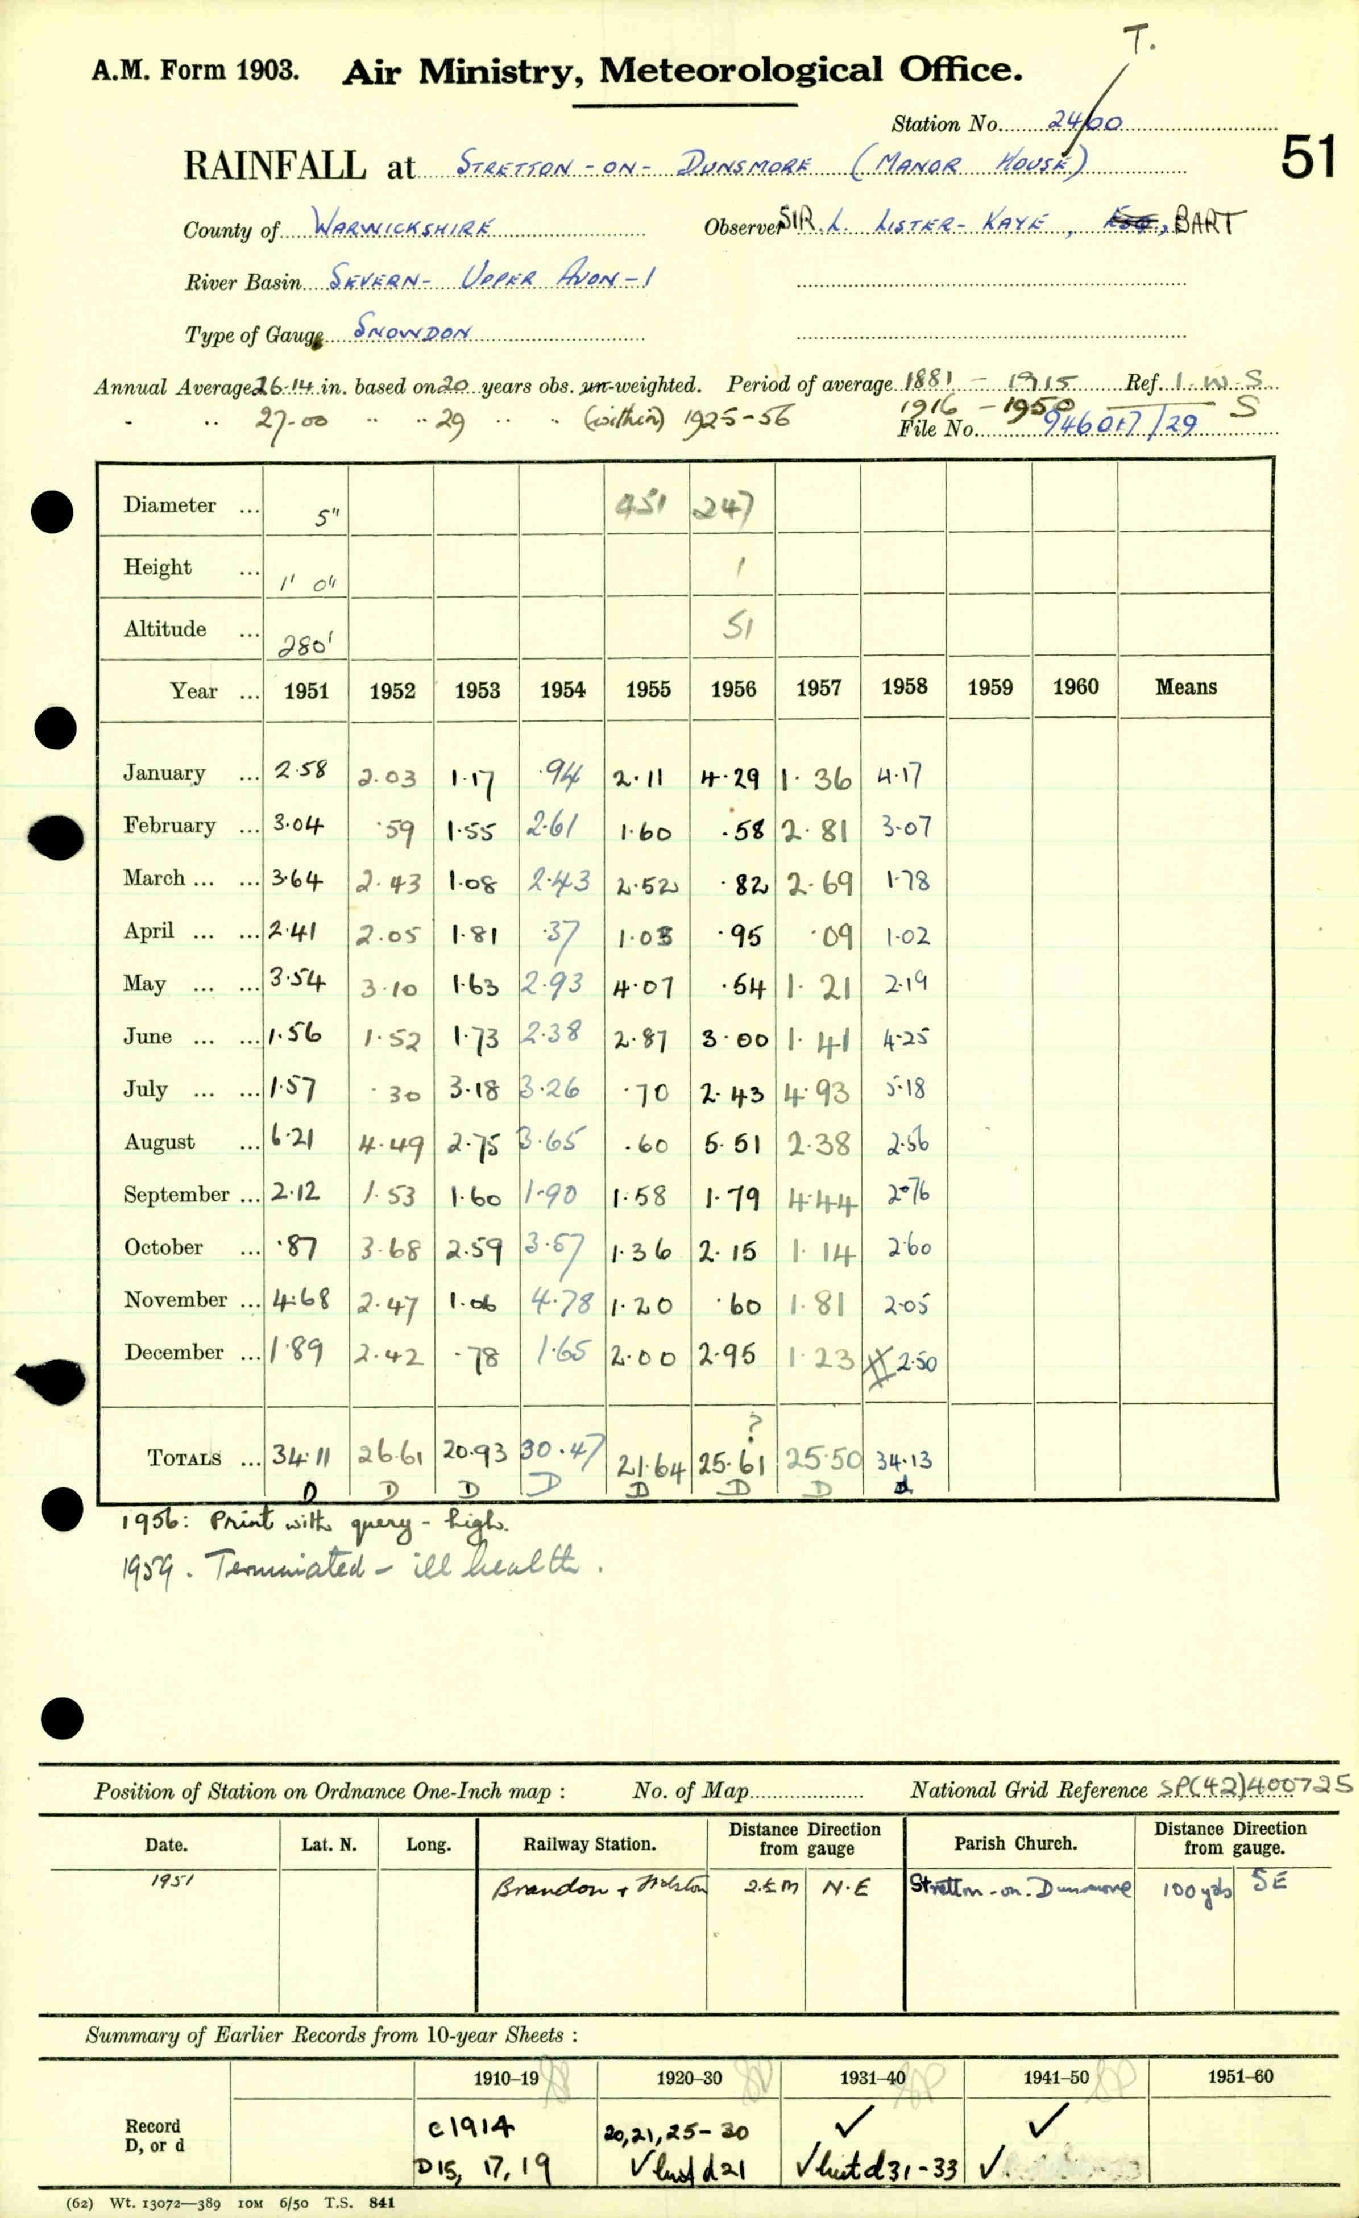 T.
A.M. Form 1903. Air Ministry, Meteorological Office.
Station No. 2400
51
RAINFALL at STRETTON-ON-DUNSMORE (MANOR HOUSE)
County of WARWICKSHIRE Observer SIR. L. LISTER-KAYE, Esq., BART
River Basin SEVERN- UPPER AVON-1
Type of Gauge SNOWDON
Annual Average 26.14 in. based on 20 years obs. un-weighted. Period of average 1881 - 1915 Ref. I.W.S.
1916 - 1950 S
" " 27.00 " " 29 " " (within) 1925-56 File No.
Diameter ... 5" 451 247
Height ... 1' 0" 1
Altitude ... 280' 51
Year ... 1951 1952 1953 1954 1955 1956 1957 1958 1959 1960 Means
January ... 2.58 2.03 1.17 .94 2.11 4.29 1.36 4.17
February ... 3.04 .59 1.55 2.61 1.60 .58 2.81 3.07
March ... ... 3.64 2.43 1.08 2.43 2.52 .82 2.69 1.78
April ... ... 2.41 2.05 1.81 .37 1.03 .95 .09 1.02
May ... ... 3.54 3.10 1.63 2.93 4.07 .54 1.21 2.19
June ... ... 1.56 1.52 1.73 2.38 2.87 3.00 1.41 4.25
July ... ... 1.57 .30 3.18 3.26 .70 2.43 4.93 5.18
August ... 6.21 4.49 2.75 3.65 .60 5.51 2.38 2.56
September ... 2.12 1.53 1.60 1.90 1.58 1.79 4.44 2.76
October ... .87 3.68 2.59 3.57 1.36 2.15 1.14 2.60
November ... 4.68 2.47 1.06 4.78 1.20 .60 1.81 2.05
December ... 1.89 2.42 .78 1.65 2.00 2.95 1.23 2.50
?
TOTALS ... 34.11 26.61 20.93 30.47 21.64 25.61 25.50 34.13
D D D D D D D d
1956: Print with query - high.
1959. Terminated - ill health.
Position of Station on Ordnance One-Inch map : No. of Map National Grid Reference SP(42)400725
Date. Lat. N. Long. Railway Station. Distance from Direction gauge Parish Church. Distance from Direction gauge.
1951 Brandon + Wolston 2½ m N.E Stretton-on-Dunsmore 100 yds SE
Summary of Earlier Records from 10-year Sheets :
1910–19 1920–30 1931–40 1941–50 1951–60
Record c1914 20,21,25-30 ✓ ✓
D, or d D15, 17, 19 ✓ but d21 ✓ but d31-33 ✓
(62) Wt. 13072—389 10M 6/50 T.S. 841